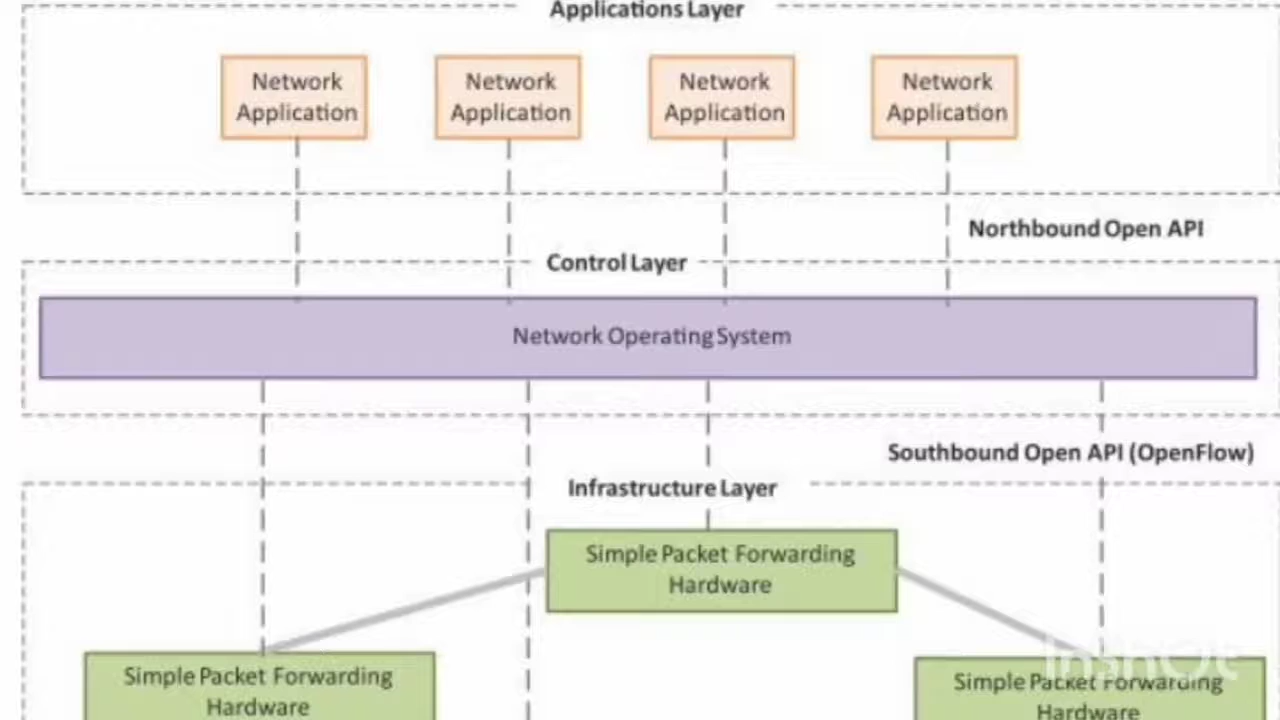 Applications Layer
Network
Application
Network
Application
Network
Application
Network
Application
Northbound Open API
Control Layer
Network Operating System
Southbound Open API (OpenFlow)
Infrastructure Layer
Simple Packet Forwarding
Hardware
Simple Packet Forwarding
Hardware
Simple Packet Forwarding
Hardware
InShOt